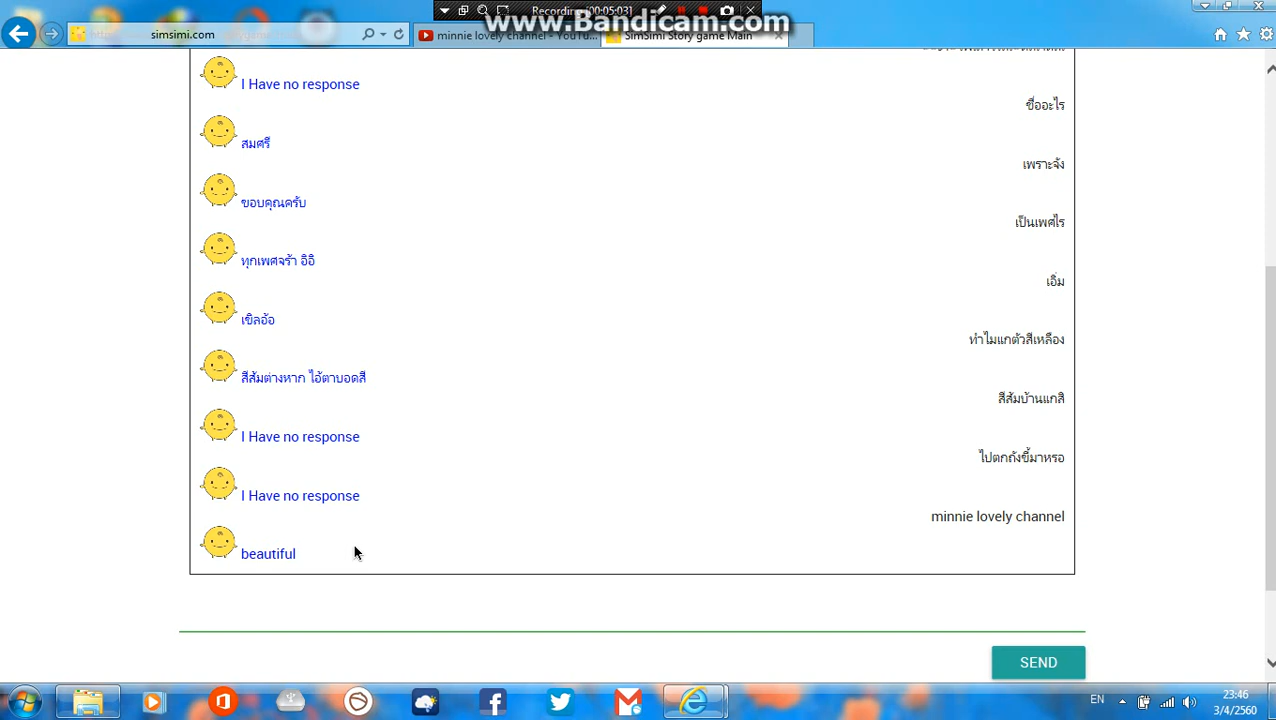 Recording [00:05:03]
www.Bandicam.com
simsimi.com
minnie lovely channel - YouTu...
SimSimi Story game Main
I Have no response
ชื่ออะไร
สมศรี
เพราะจัง
ขอบคุณครับ
เป็นเพศไร
ทุกเพศจร้า อิอิ
เอิ่ม
เขิลอ้อ
ทำไมแกตัวสีเหลือง
สีส้มต่างหาก ไอ้ตาบอดสี
สีส้มบ้านแกสิ
I Have no response
ไปตกถังขี้มาหรอ
I Have no response
minnie lovely channel
beautiful
SEND
EN
23:46
3/4/2560